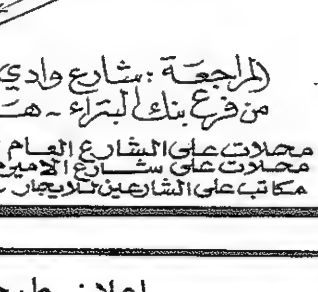 المراجعة : شارع وادي
من فرع بنك البتراء - هـ
محلات على الشارع العام
محلات على شارع الامير
مكاتب على الشارعين للايجار
اعلان